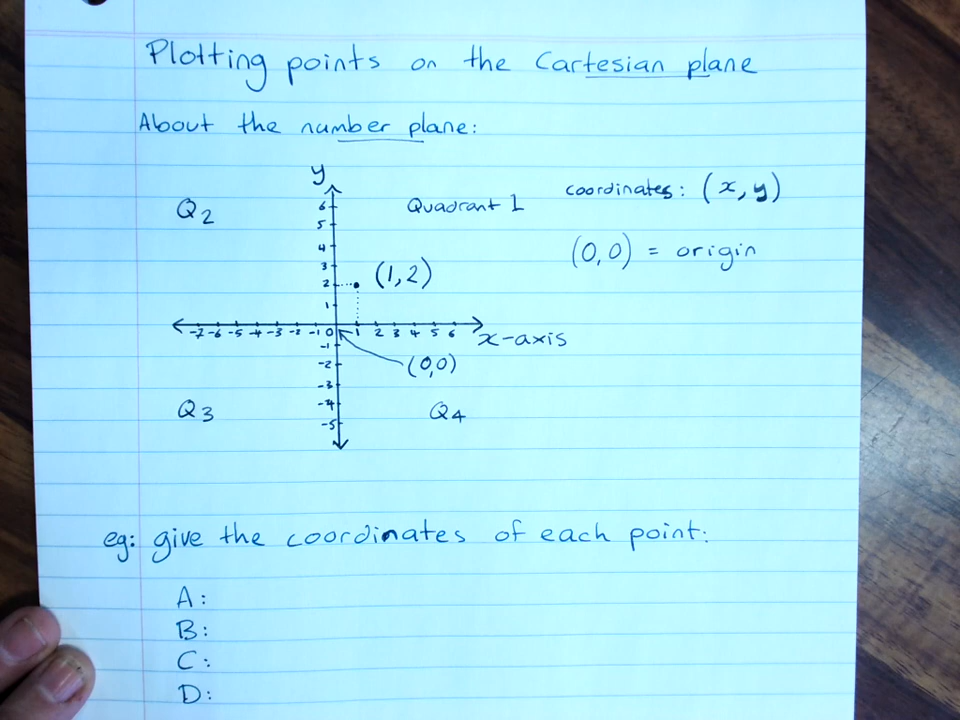 Plotting points on the Cartesian plane
About the number plane:
y
Q2
Quadrant 1
coordinates: (x, y)
(0,0) = origin
6
5
4
3
2
1
(1,2)
-7 -6 -5 -4 -3 -2 -1 0 1 2 3 4 5 6
x-axis
-1
-2
-3
-4
-5
(0,0)
Q3
Q4
eg: give the coordinates of each point:
A:
B:
C:
D: